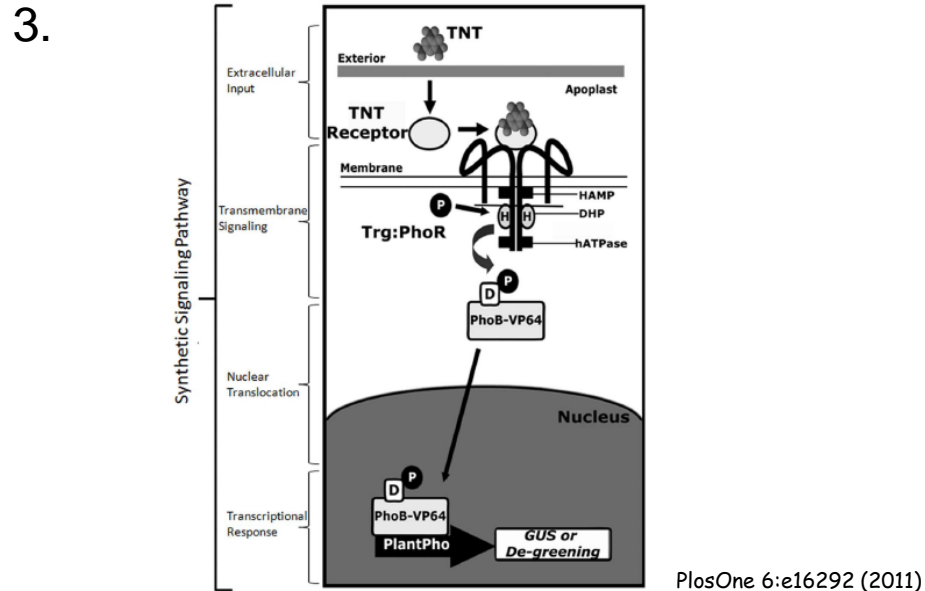 3.
Synthetic Signaling Pathway
Extracellular
Input
Transmembrane
Signaling
Nuclear
Translocation
Transcriptional
Response
TNT
Exterior
Apoplast
TNT
Receptor
Membrane
HAMP
P
H
H
DHP
Trg:PhoR
hATPase
P
D
PhoB-VP64
Nucleus
P
D
PhoB-VP64
PlantPho
GUS or
De-greening
PlosOne 6:e16292 (2011)